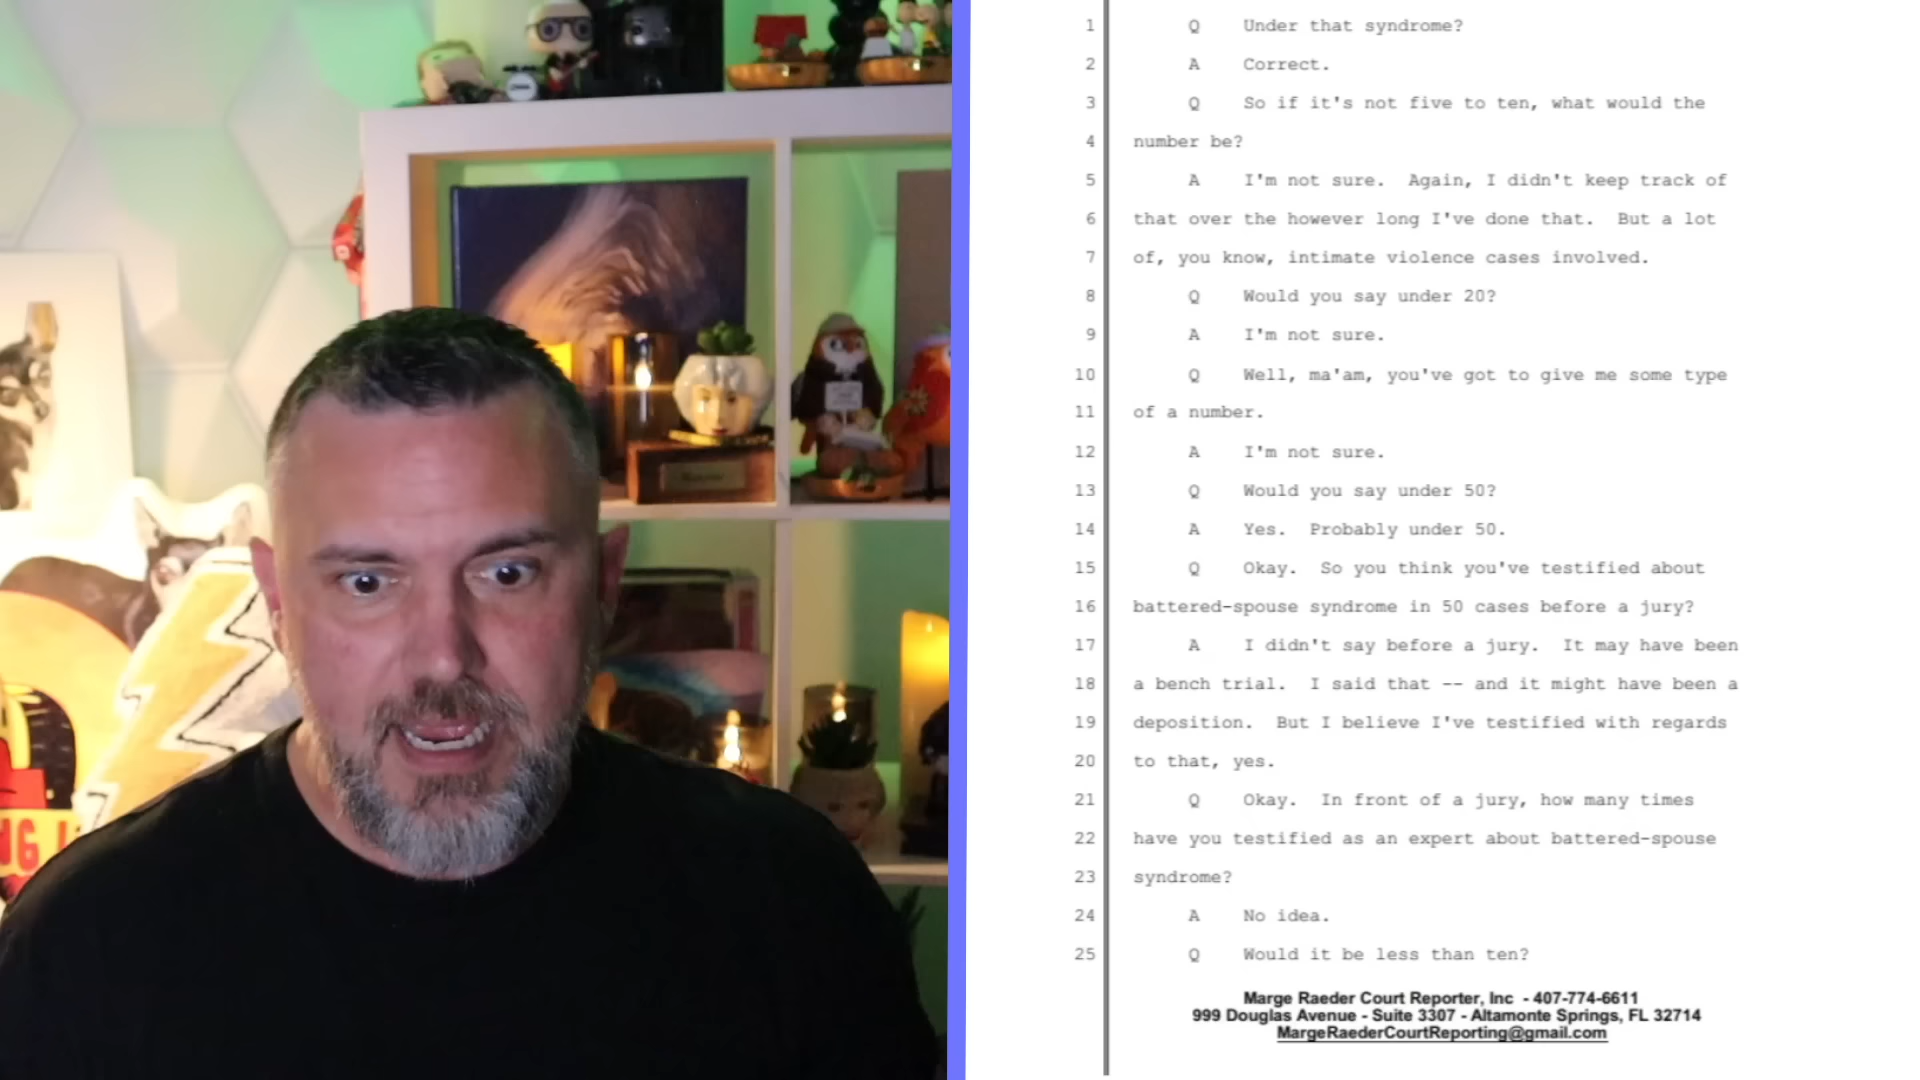 1 Q Under that syndrome?
2 A Correct.
3 Q So if it's not five to ten, what would the
4 number be?
5 A I'm not sure. Again, I didn't keep track of
6 that over the however long I've done that. But a lot
7 of, you know, intimate violence cases involved.
8 Q Would you say under 20?
9 A I'm not sure.
10 Q Well, ma'am, you've got to give me some type
11 of a number.
12 A I'm not sure.
13 Q Would you say under 50?
14 A Yes. Probably under 50.
15 Q Okay. So you think you've testified about
16 battered-spouse syndrome in 50 cases before a jury?
17 A I didn't say before a jury. It may have been
18 a bench trial. I said that -- and it might have been a
19 deposition. But I believe I've testified with regards
20 to that, yes.
21 Q Okay. In front of a jury, how many times
22 have you testified as an expert about battered-spouse
23 syndrome?
24 A No idea.
25 Q Would it be less than ten?
Marge Raeder Court Reporter, Inc - 407-774-6611
999 Douglas Avenue - Suite 3307 - Altamonte Springs, FL 32714
MargeRaederCourtReporting@gmail.com